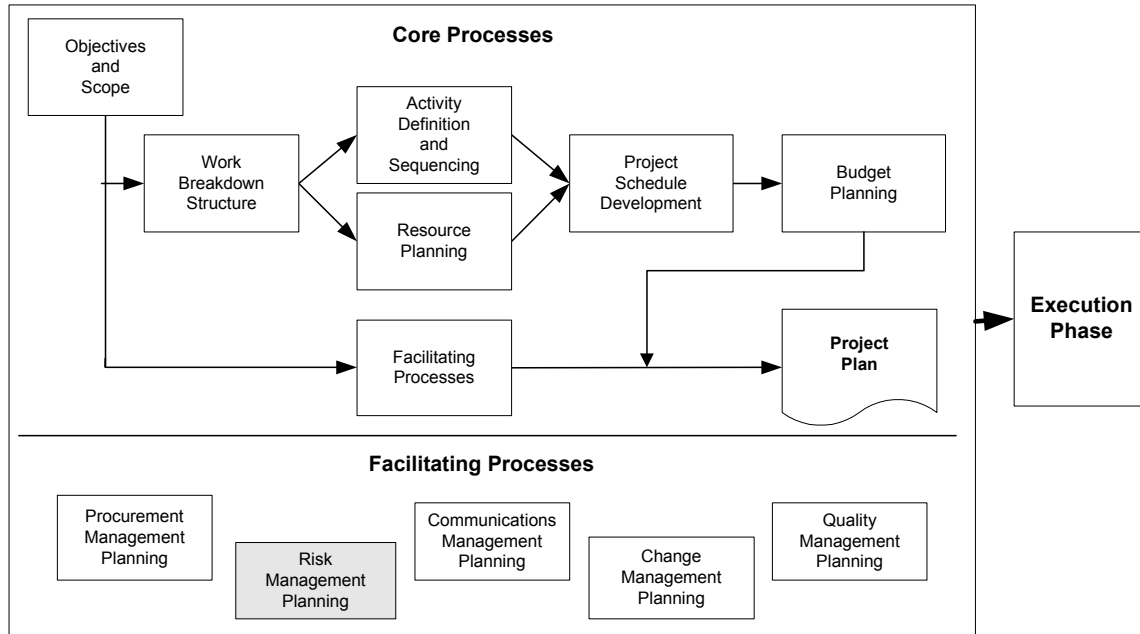 Core Processes
Objectives
and
Scope
Work
Breakdown
Structure
Activity
Definition
and
Sequencing
Resource
Planning
Project
Schedule
Development
Budget
Planning
Facilitating
Processes
Project
Plan
Execution
Phase
Facilitating Processes
Procurement
Management
Planning
Risk
Management
Planning
Communications
Management
Planning
Change
Management
Planning
Quality
Management
Planning